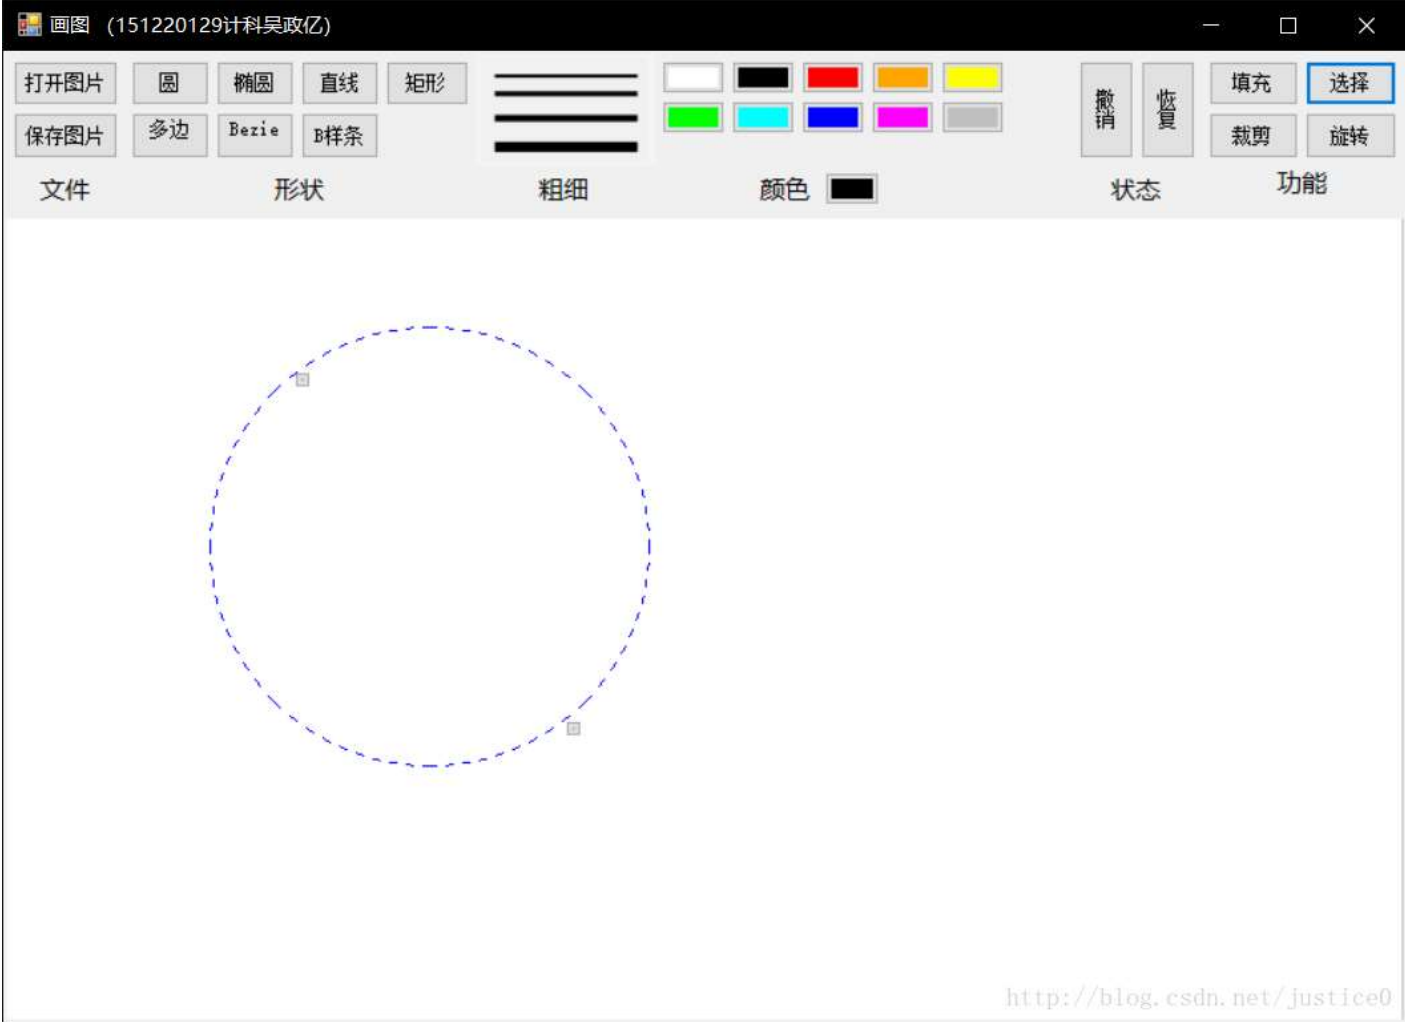 画图 (151220129计科吴政亿)
打开图片 圆 椭圆 直线 矩形 撤销 恢复 填充 选择
保存图片 多边 Bezie B样条 裁剪 旋转
文件 形状 粗细 颜色 状态 功能
http://blog.csdn.net/justice0